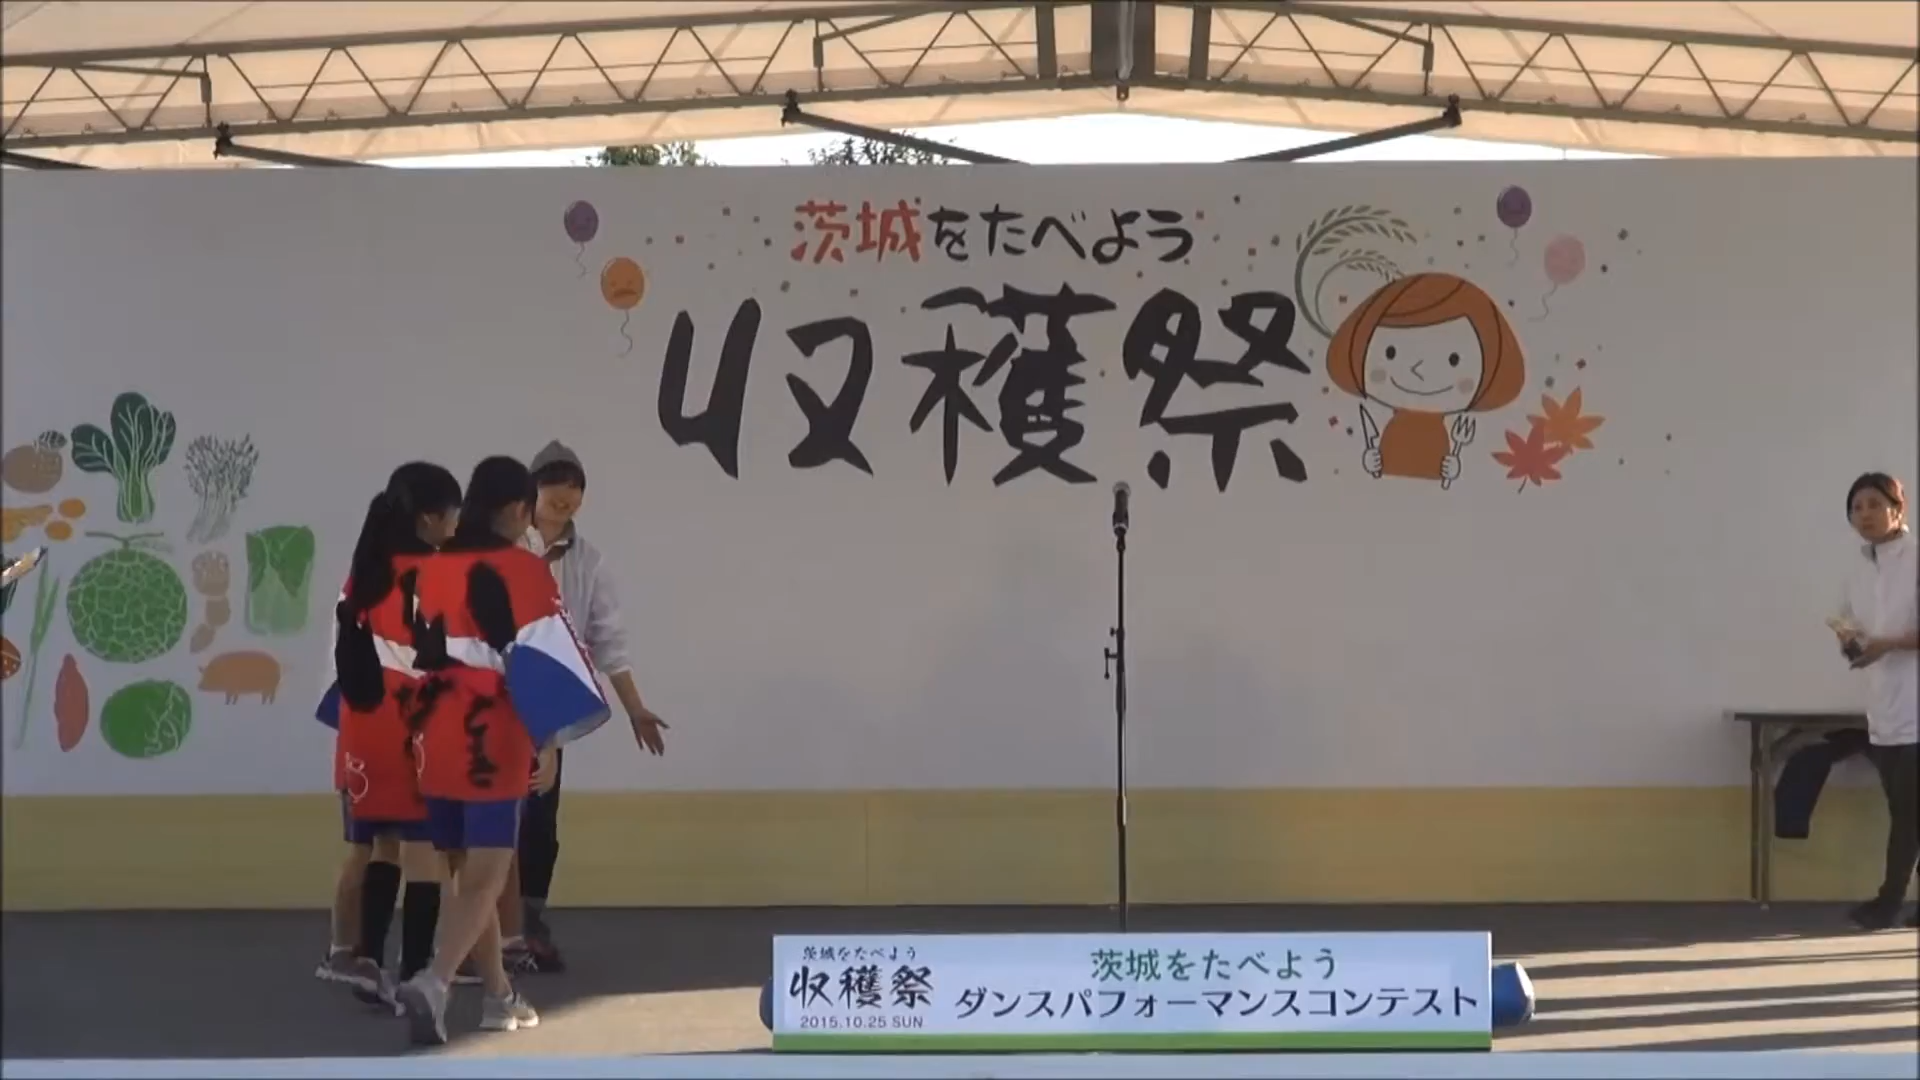 茨城をたべよう
収穫祭
茨城をたべよう
収穫祭
2015.10.25 SUN
茨城をたべよう
ダンスパフォーマンスコンテスト